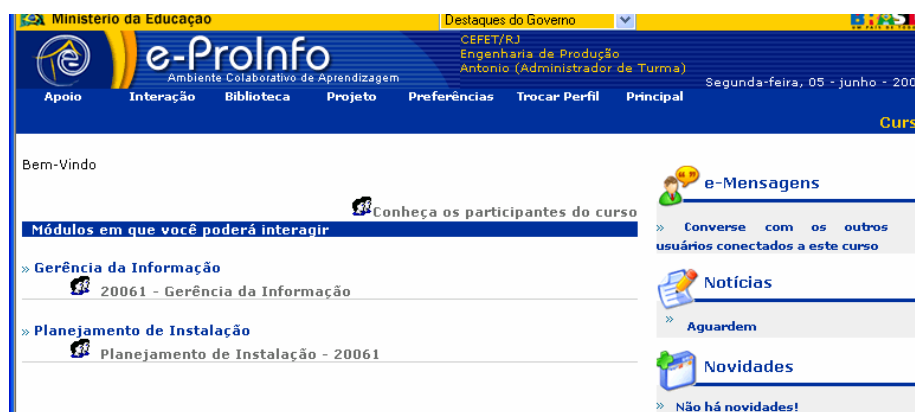 Ministério da Educação
Destaques do Governo
e-ProInfo
Ambiente Colaborativo de Aprendizagem
CEFET/RJ
Engenharia de Produção
Antonio (Administrador de Turma)
Segunda-feira, 05 - junho - 200
Apoio Interação Biblioteca Projeto Preferências Trocar Perfil Principal
Curs
Bem-Vindo
Conheça os participantes do curso
Módulos em que você poderá interagir
» Gerência da Informação
20061 - Gerência da Informação
» Planejamento de Instalação
Planejamento de Instalação - 20061
e-Mensagens
» Converse com os outros
usuários conectados a este curso
Notícias
» Aguardem
Novidades
» Não há novidades!